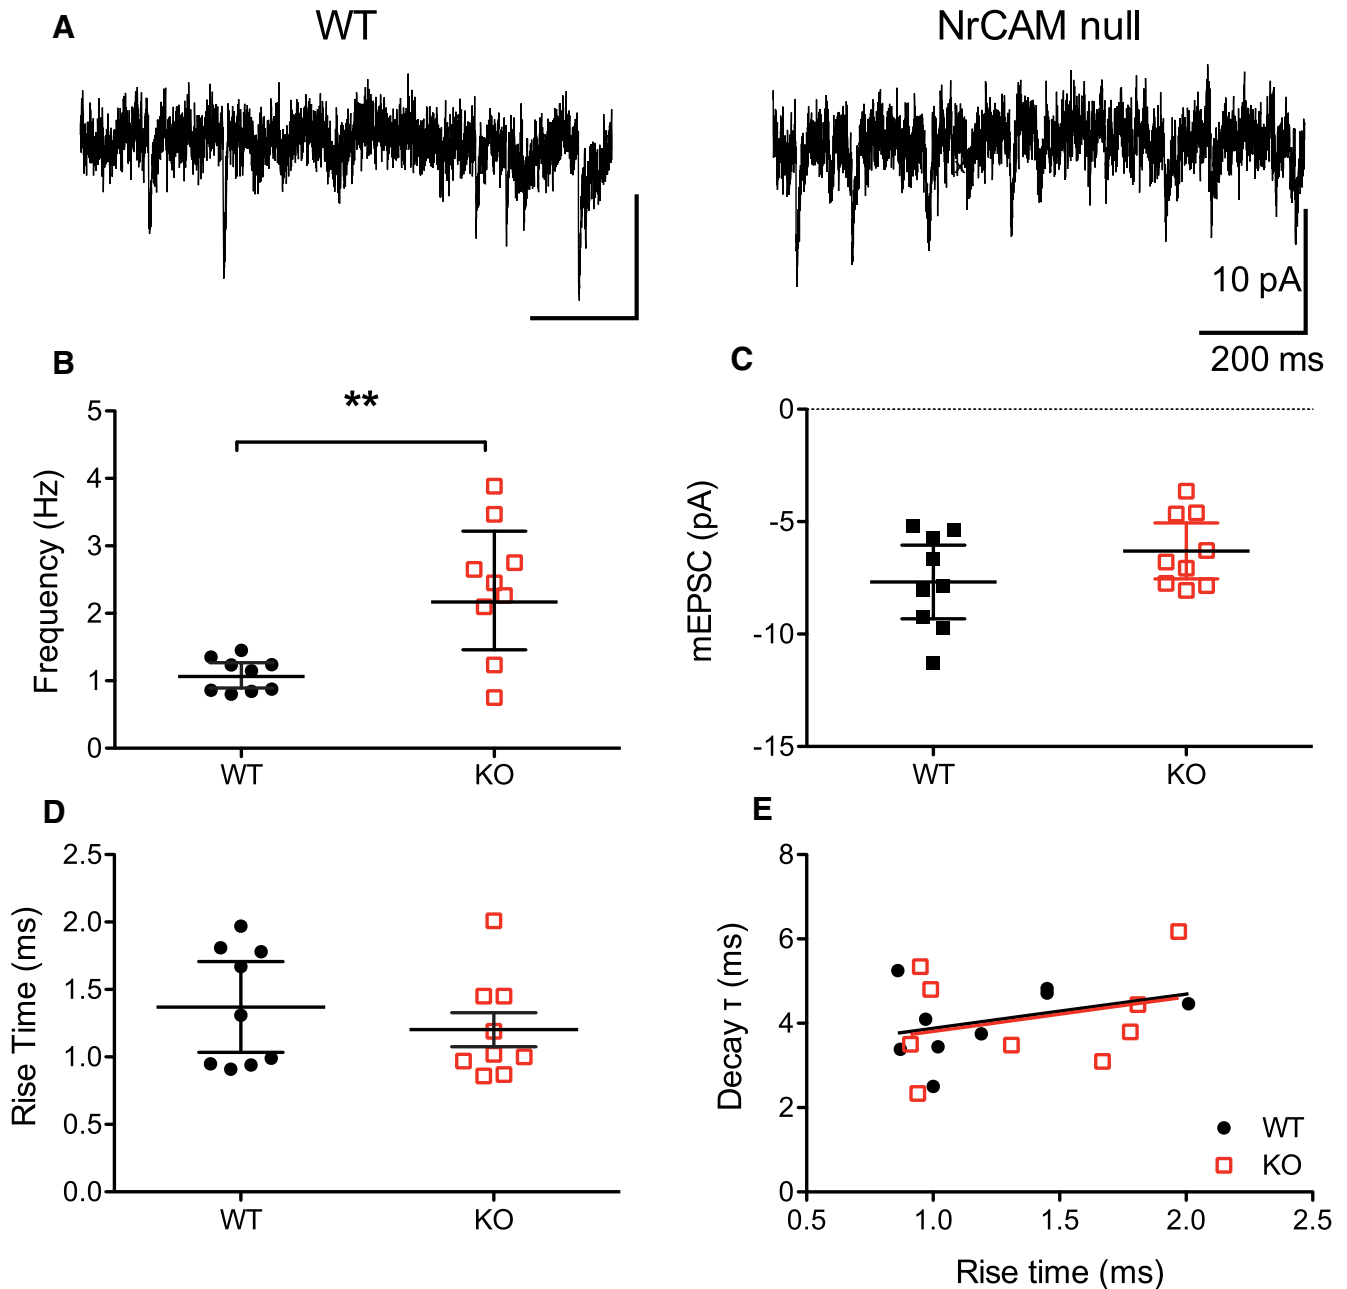 A
WT
NrCAM null
10 pA
200 ms
B
**
5
4
3
2
1
0
Frequency (Hz)
WT
KO
C
0
-5
-10
-15
mEPSC (pA)
WT
KO
D
2.5
2.0
1.5
1.0
0.5
0.0
Rise Time (ms)
WT
KO
E
8
6
4
2
0
Decay τ (ms)
WT
KO
0.5 1.0 1.5 2.0 2.5
Rise time (ms)